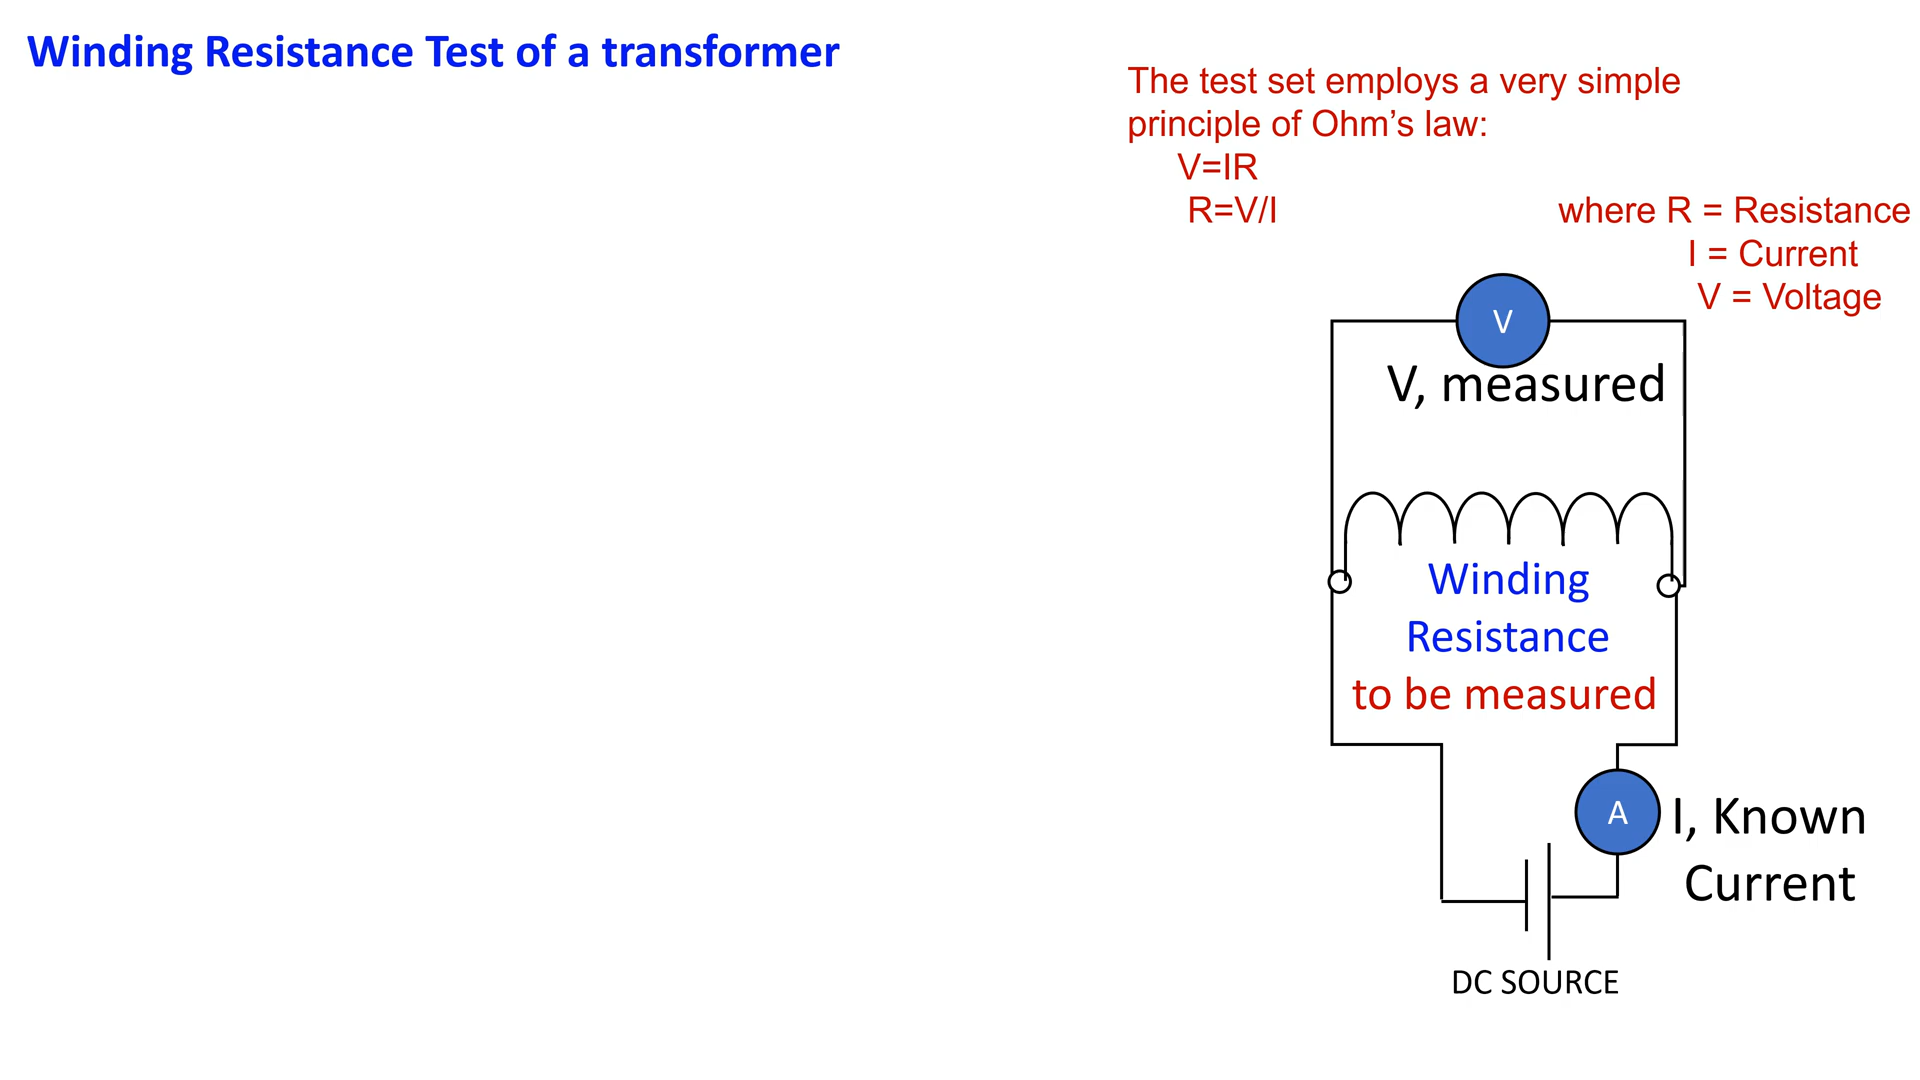 Winding Resistance Test of a transformer
The test set employs a very simple
principle of Ohm’s law:
V=IR
R=V/I where R = Resistance
I = Current
V = Voltage
V
V, measured
Winding
Resistance
to be measured
A
I, Known
Current
DC SOURCE